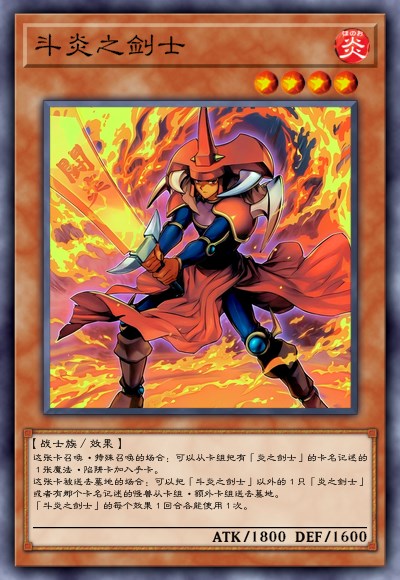 斗炎之剑士
炎
ほのお
闘
【战士族/效果】
这张卡召唤·特殊召唤的场合;可以从卡组把有「炎之剑士」的卡名记述的
1张魔法·陷阱卡加入手卡。
这张卡被送去墓地的场合;可以把「斗炎之剑士」以外的1只「炎之剑士」
或者有那个卡名记述的怪兽从卡组·额外卡组送去墓地。
「斗炎之剑士」的每个效果1回合各能使用1次。
ATK/1800 DEF/1600